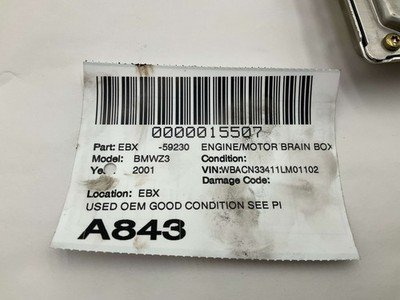 0000015507
Part: EBX -59230 ENGINE/MOTOR BRAIN BOX
Model: BMWZ3 Condition:
2001 VIN:WBACN33411LM01102
Damage Code:
Location: EBX
USED OEM GOOD CONDITION SEE PI
A843